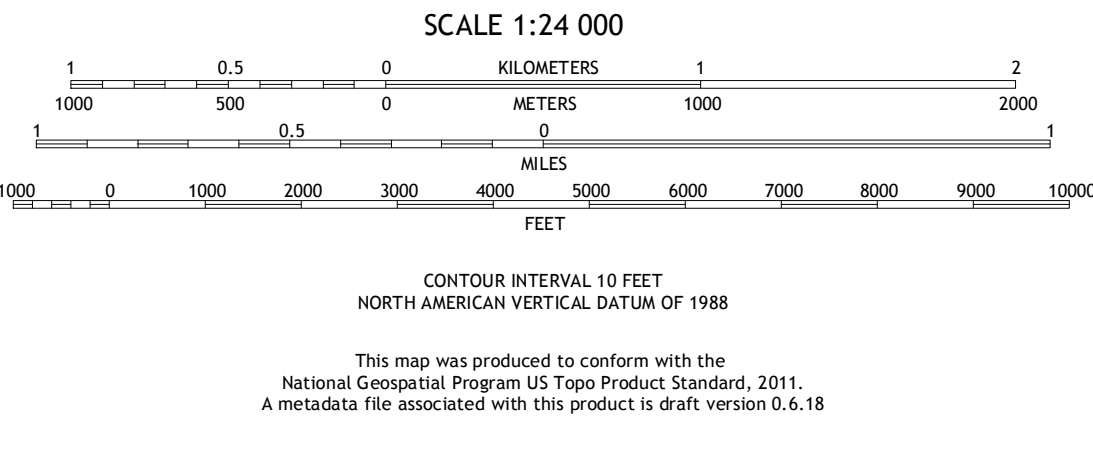 SCALE 1:24 000
1 0.5 0 KILOMETERS 1 2
1000 500 0 METERS 1000 2000
1 0.5 0 1
MILES
1000 0 1000 2000 3000 4000 5000 6000 7000 8000 9000 10000
FEET
CONTOUR INTERVAL 10 FEET
NORTH AMERICAN VERTICAL DATUM OF 1988
This map was produced to conform with the
National Geospatial Program US Topo Product Standard, 2011.
A metadata file associated with this product is draft version 0.6.18